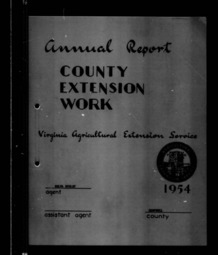 Annual Report
COUNTY
EXTENSION
WORK
Virginia Agricultural Extension Service
1954
agent
assistant agent
county